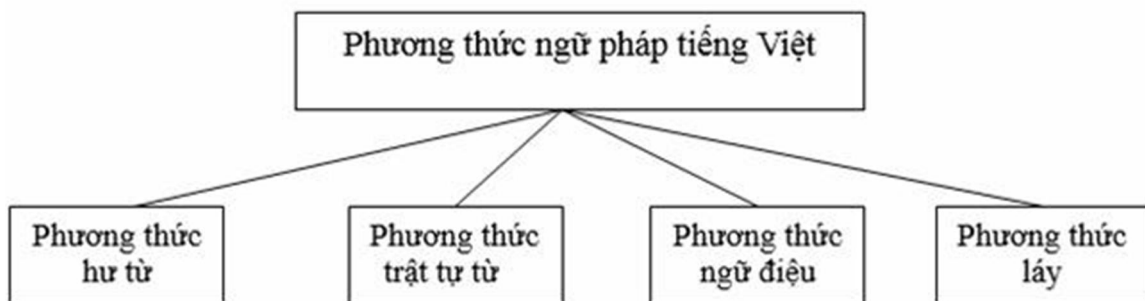 Phương thức ngữ pháp tiếng Việt
Phương thức
hư từ
Phương thức
trật tự từ
Phương thức
ngữ điệu
Phương thức
láy